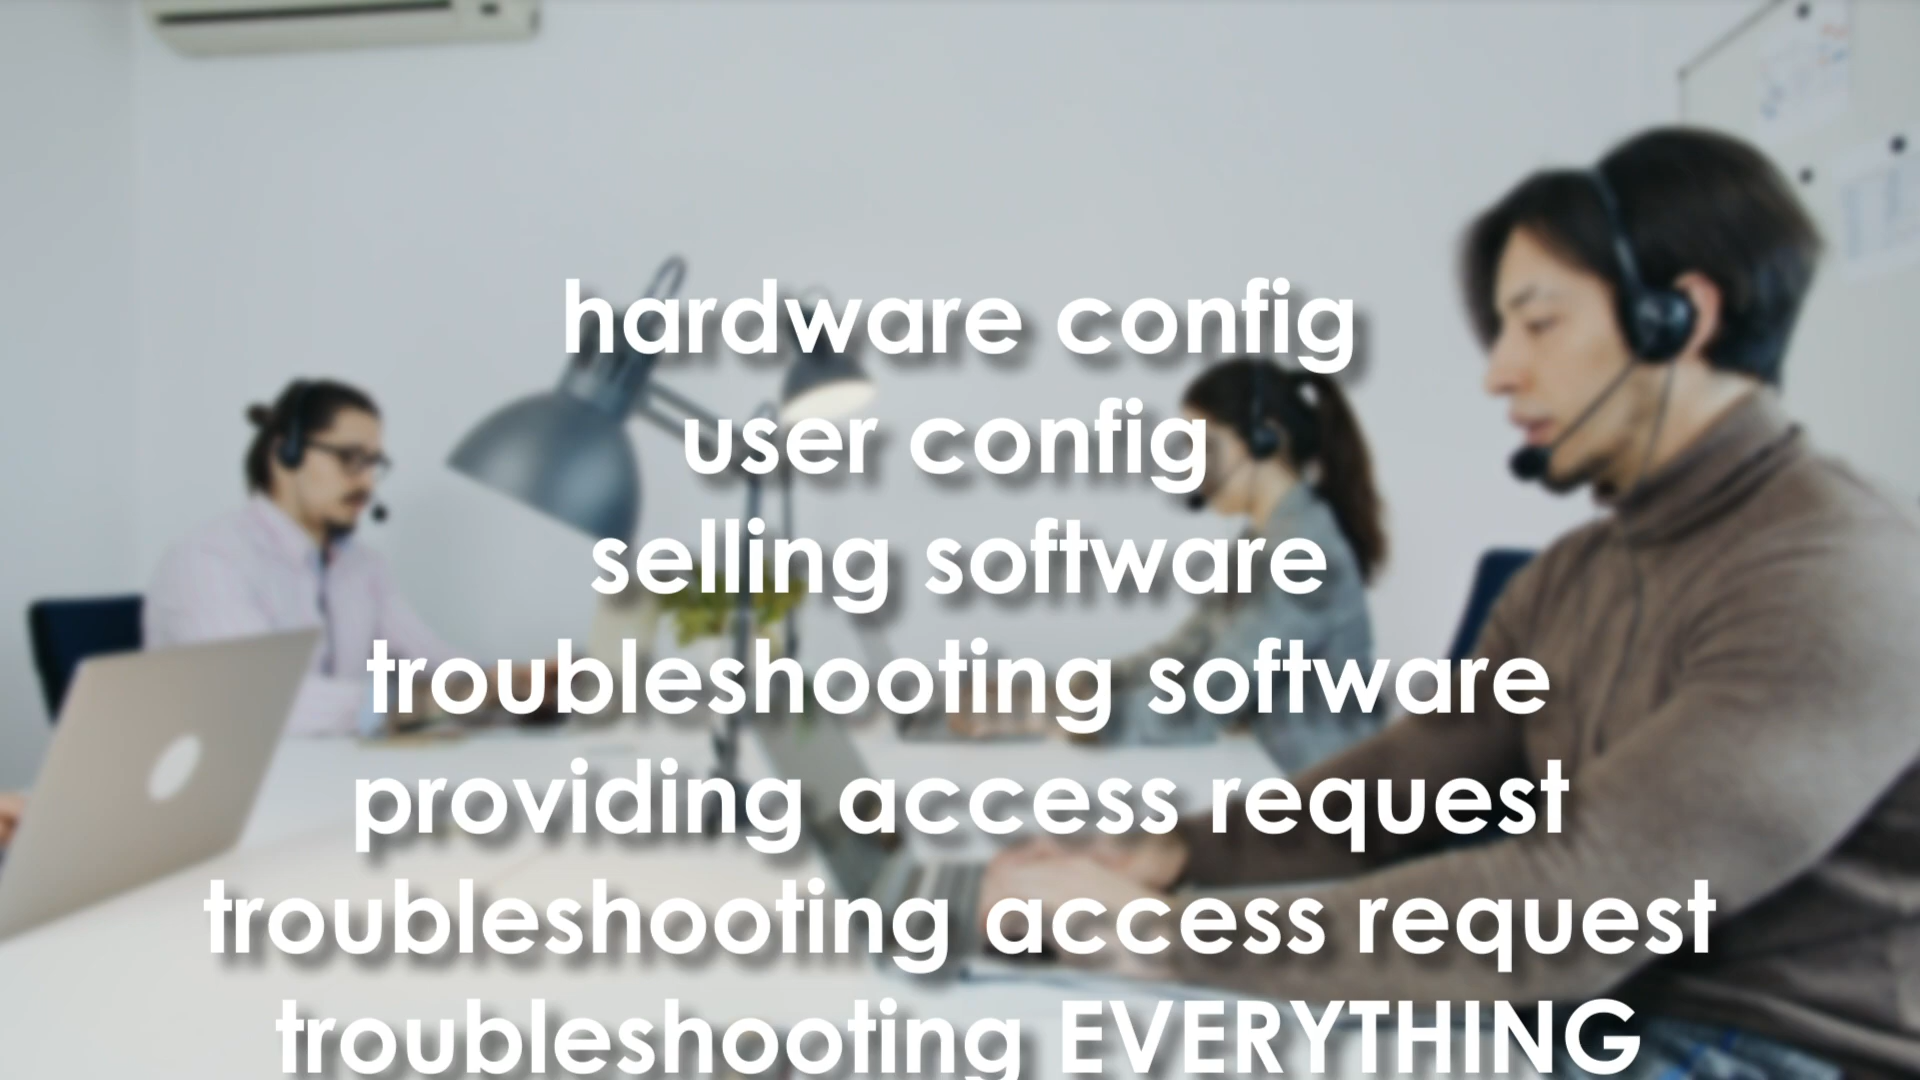 hardware config
user config
selling software
troubleshooting software
providing access request
troubleshooting access request
troubleshooting EVERYTHING